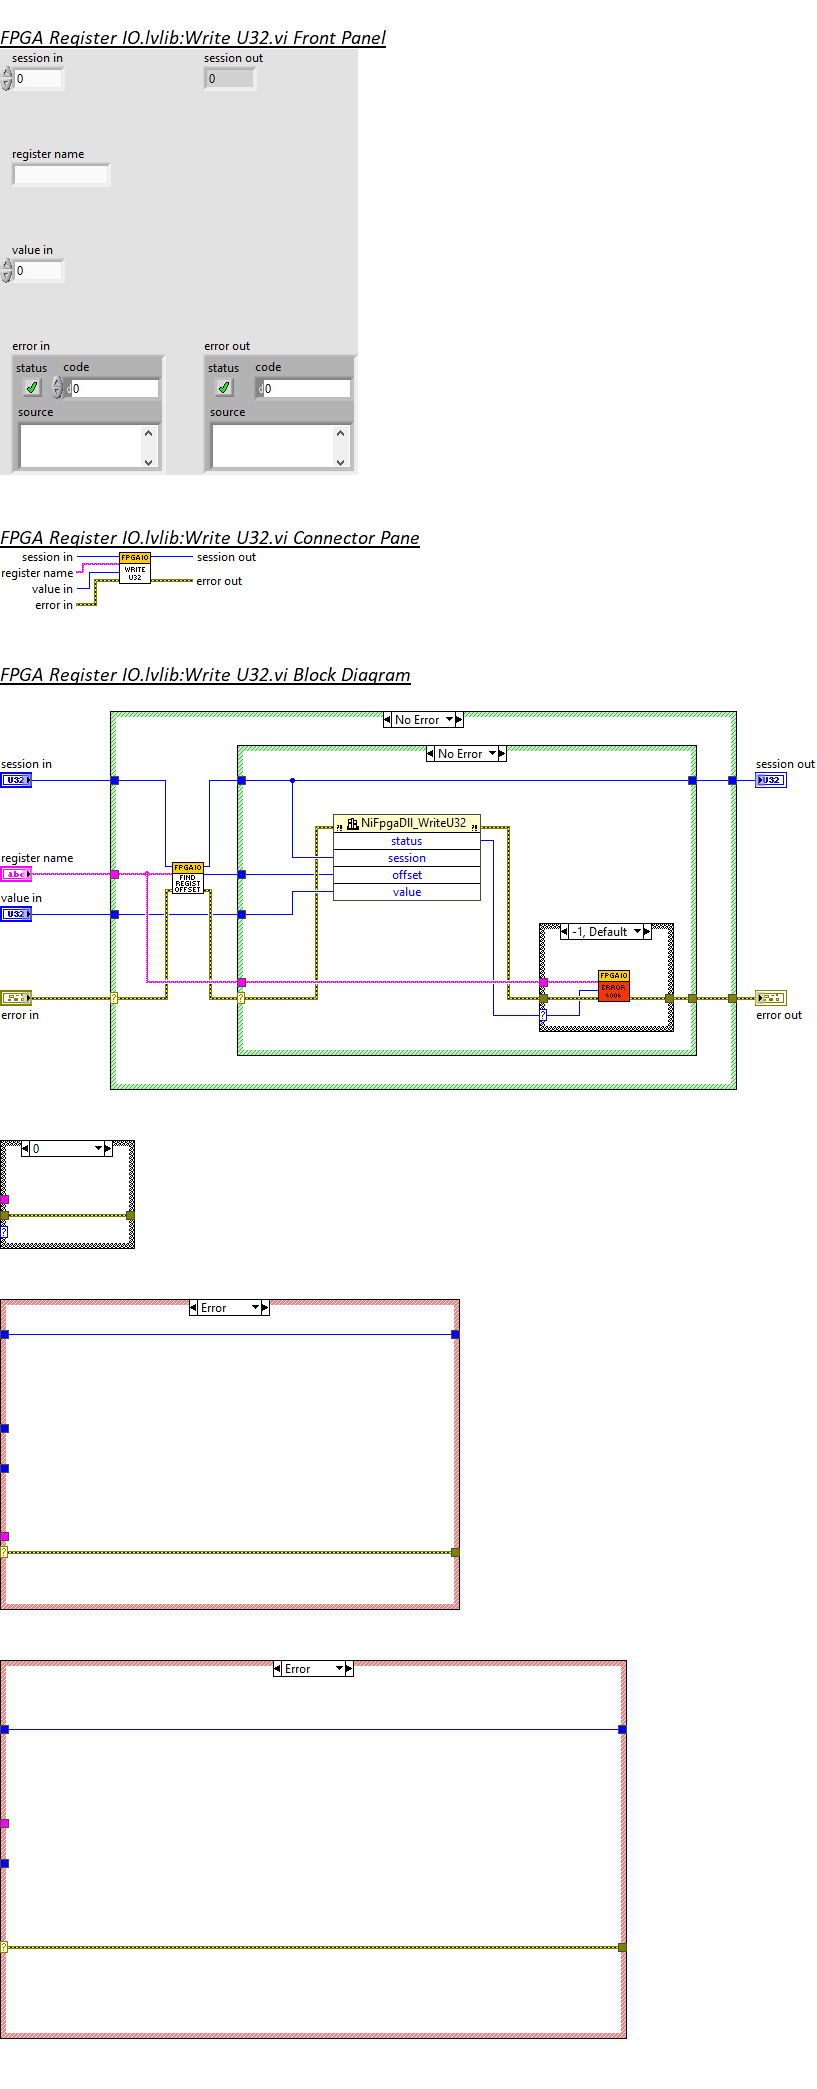 FPGA Register IO.lvlib:Write U32.vi Front Panel
session in
session out
0
0
register name
value in
0
error in
error out
status code
status code
0
0
source
source
FPGA Register IO.lvlib:Write U32.vi Connector Pane
session in
register name
value in
error in
FPGAIO
WRITE
U32
session out
error out
FPGA Register IO.lvlib:Write U32.vi Block Diagram
No Error
No Error
session in
U32
session out
U32
NiFpgaDll_WriteU32
status
session
offset
value
register name
abc
FPGAIO
FIND
REGIST
OFFSET
value in
U32
-1, Default
FPGAIO
ERROR
6006
?
?
?
error in
error out
0
?
Error
?
Error
?